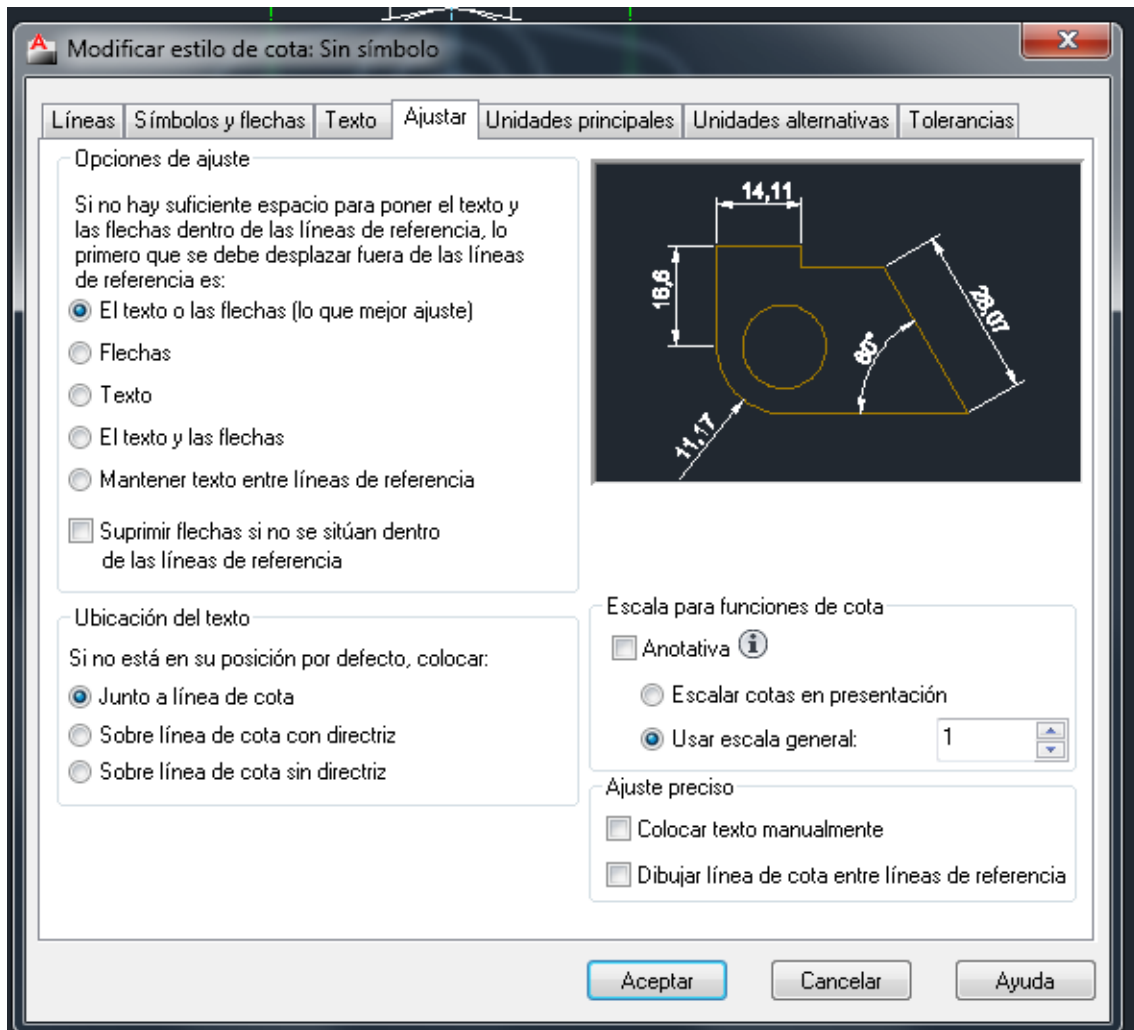 Modificar estilo de cota: Sin símbolo
Líneas
Símbolos y flechas
Texto
Ajustar
Unidades principales
Unidades alternativas
Tolerancias
Opciones de ajuste
Si no hay suficiente espacio para poner el texto y
las flechas dentro de las líneas de referencia, lo
primero que se debe desplazar fuera de las líneas
de referencia es:
El texto o las flechas (lo que mejor ajuste)
Flechas
Texto
El texto y las flechas
Mantener texto entre líneas de referencia
Suprimir flechas si no se sitúan dentro
de las líneas de referencia
Ubicación del texto
Si no está en su posición por defecto, colocar:
Junto a línea de cota
Sobre línea de cota con directriz
Sobre línea de cota sin directriz
14,11
16,6
28,07
60°
11,17
Escala para funciones de cota
Anotativa
Escalar cotas en presentación
Usar escala general: 1
Ajuste preciso
Colocar texto manualmente
Dibujar línea de cota entre líneas de referencia
Aceptar
Cancelar
Ayuda